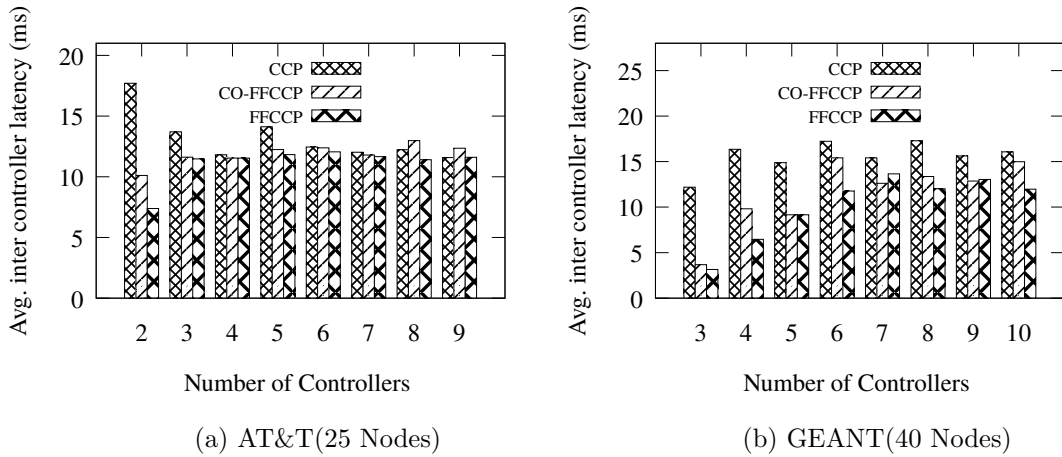 Avg. inter controller latency (ms)
20
15
10
5
0
CCP
CO-FFCCP
FFCCP
2 3 4 5 6 7 8 9
Number of Controllers
(a) AT&T(25 Nodes)
Avg. inter controller latency (ms)
25
20
15
10
5
0
CCP
CO-FFCCP
FFCCP
3 4 5 6 7 8 9 10
Number of Controllers
(b) GEANT(40 Nodes)